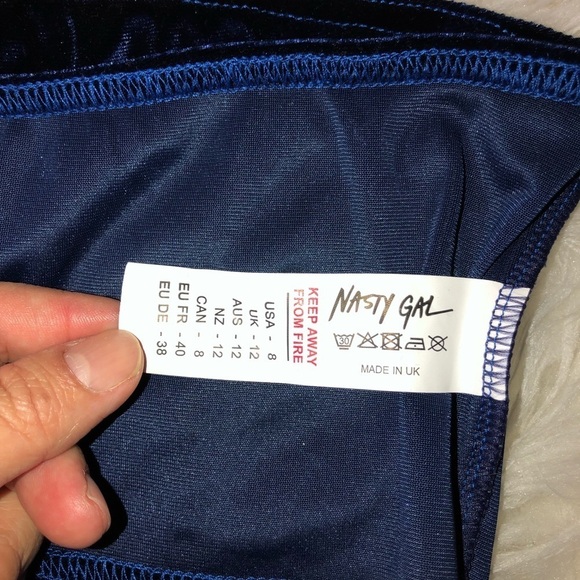 NASTY GAL
30
MADE IN UK
KEEP AWAY
FROM FIRE
USA - 8
UK - 12
AUS - 12
NZ - 12
CAN - 8
EU FR - 40
EU DE - 38